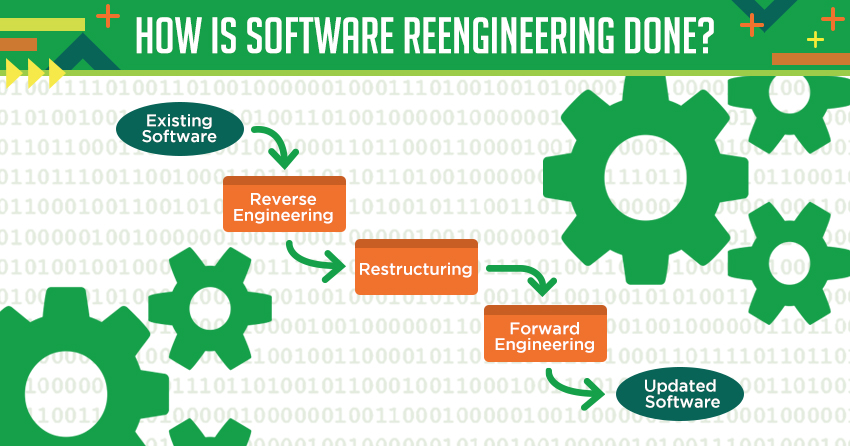 HOW IS SOFTWARE REENGINEERING DONE?
Existing
Software
Reverse
Engineering
Restructuring
Forward
Engineering
Updated
Software